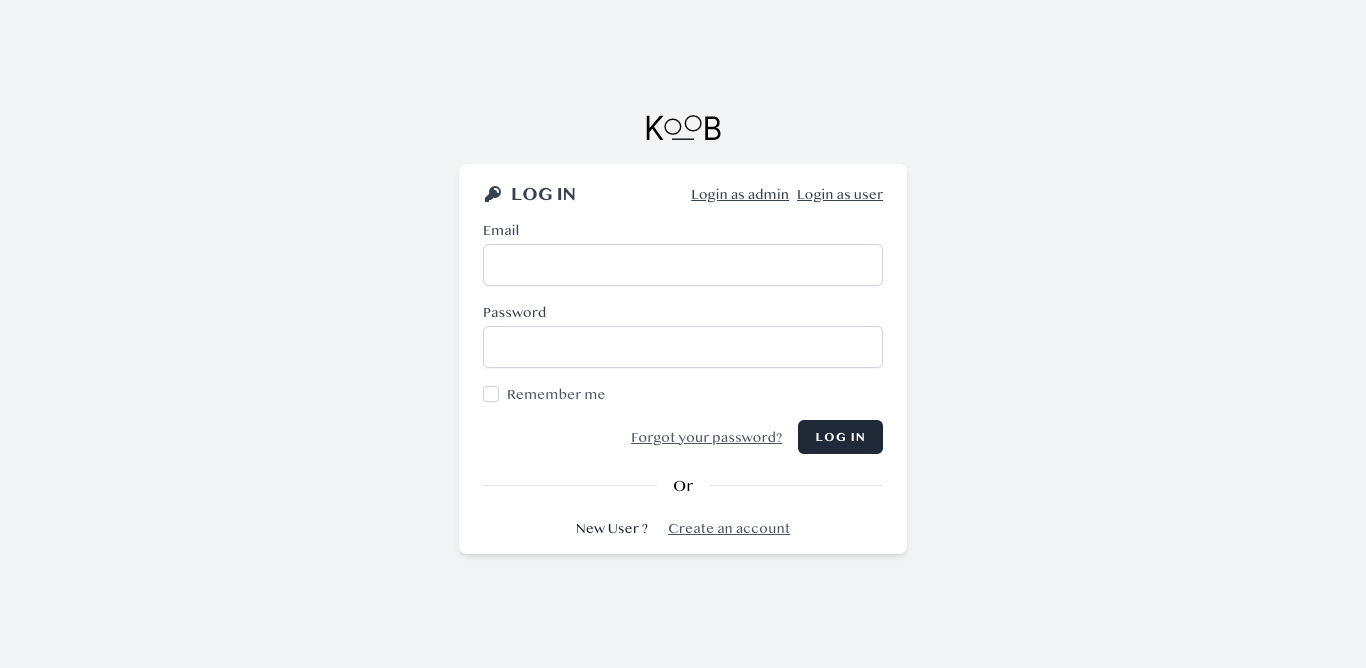 KOOB
LOG IN Login as admin Login as user
Email
Password
Remember me
Forgot your password? LOG IN
Or
New User ? Create an account